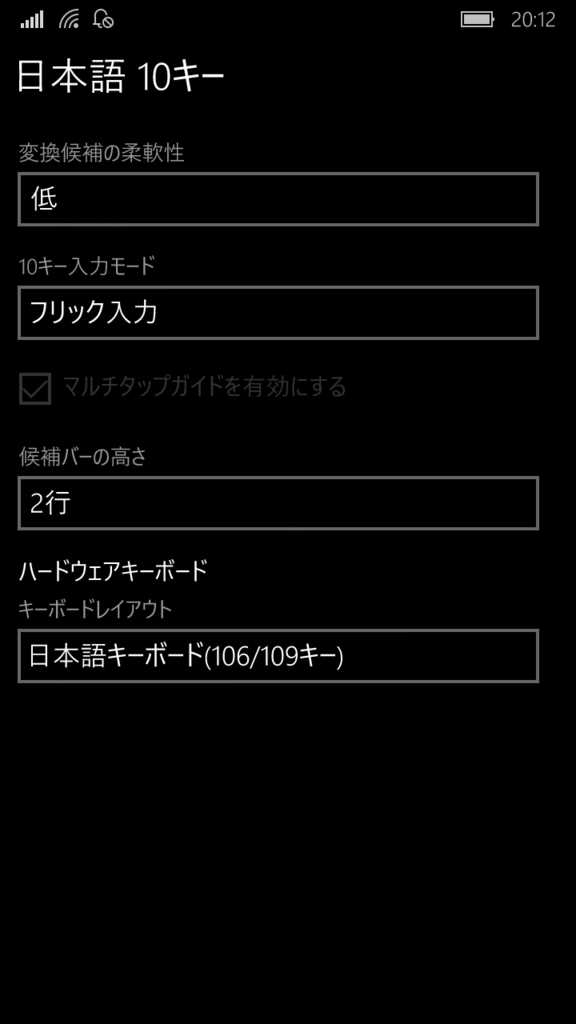 20:12
日本語 10キー
変換候補の柔軟性
低
10キー入力モード
フリック入力
マルチタップガイドを有効にする
候補バーの高さ
2行
ハードウェアキーボード
キーボードレイアウト
日本語キーボード(106/109キー)